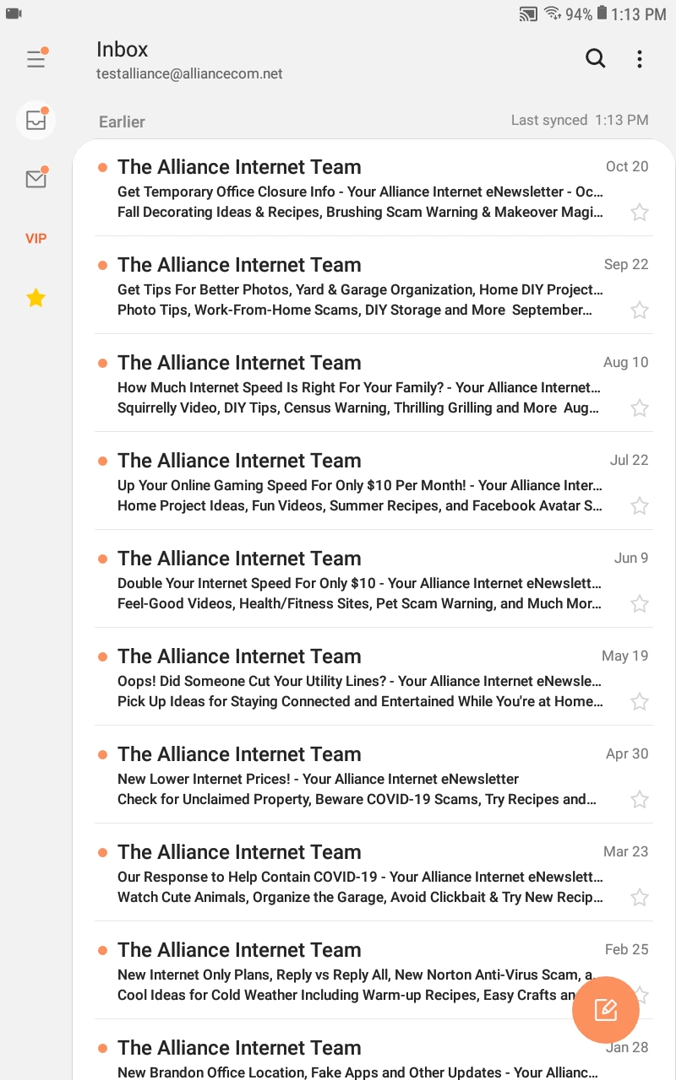 94% 1:13 PM
Inbox
testalliance@alliancecom.net
Earlier Last synced 1:13 PM
The Alliance Internet Team Oct 20
Get Temporary Office Closure Info - Your Alliance Internet eNewsletter - Oc...
Fall Decorating Ideas & Recipes, Brushing Scam Warning & Makeover Magi...
The Alliance Internet Team Sep 22
Get Tips For Better Photos, Yard & Garage Organization, Home DIY Project...
VIP
Photo Tips, Work-From-Home Scams, DIY Storage and More  September...
The Alliance Internet Team Aug 10
How Much Internet Speed Is Right For Your Family? - Your Alliance Internet...
Squirrelly Video, DIY Tips, Census Warning, Thrilling Grilling and More  Aug...
The Alliance Internet Team Jul 22
Up Your Online Gaming Speed For Only $10 Per Month! - Your Alliance Inter...
Home Project Ideas, Fun Videos, Summer Recipes, and Facebook Avatar S...
The Alliance Internet Team Jun 9
Double Your Internet Speed For Only $10 - Your Alliance Internet eNewslett...
Feel-Good Videos, Health/Fitness Sites, Pet Scam Warning, and Much Mor...
The Alliance Internet Team May 19
Oops! Did Someone Cut Your Utility Lines? - Your Alliance Internet eNewsle...
Pick Up Ideas for Staying Connected and Entertained While You're at Home...
The Alliance Internet Team Apr 30
New Lower Internet Prices! - Your Alliance Internet eNewsletter
Check for Unclaimed Property, Beware COVID-19 Scams, Try Recipes and...
The Alliance Internet Team Mar 23
Our Response to Help Contain COVID-19 - Your Alliance Internet eNewslett...
Watch Cute Animals, Organize the Garage, Avoid Clickbait & Try New Recip...
The Alliance Internet Team Feb 25
New Internet Only Plans, Reply vs Reply All, New Norton Anti-Virus Scam, a...
Cool Ideas for Cold Weather Including Warm-up Recipes, Easy Crafts an
The Alliance Internet Team Jan 28
New Brandon Office Location, Fake Apps and Other Updates - Your Allianc...